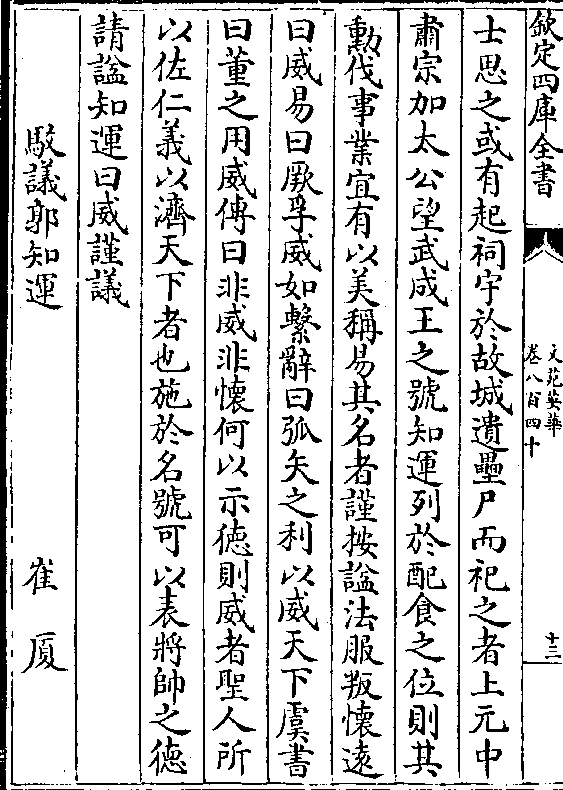 欽定四庫全書
文苑英華
卷八百四十
十三
士思之或有起祠宇於故城遺壘尸而祀之者上元中
肅宗加太公望武成王之號知運列於配食之位則其
勳伐事業宜有以美稱易其名者謹按諡法服叛懷遠
曰威易曰厥孚威如繫辭曰弧矢之利以威天下虞書
曰董之用威傳曰非威非懷何以示徳則威者聖人所
以佐仁義以濟天下者也施於名號可以表將帥之徳
請諡知運曰威謹議
駮議郭知運 崔厦